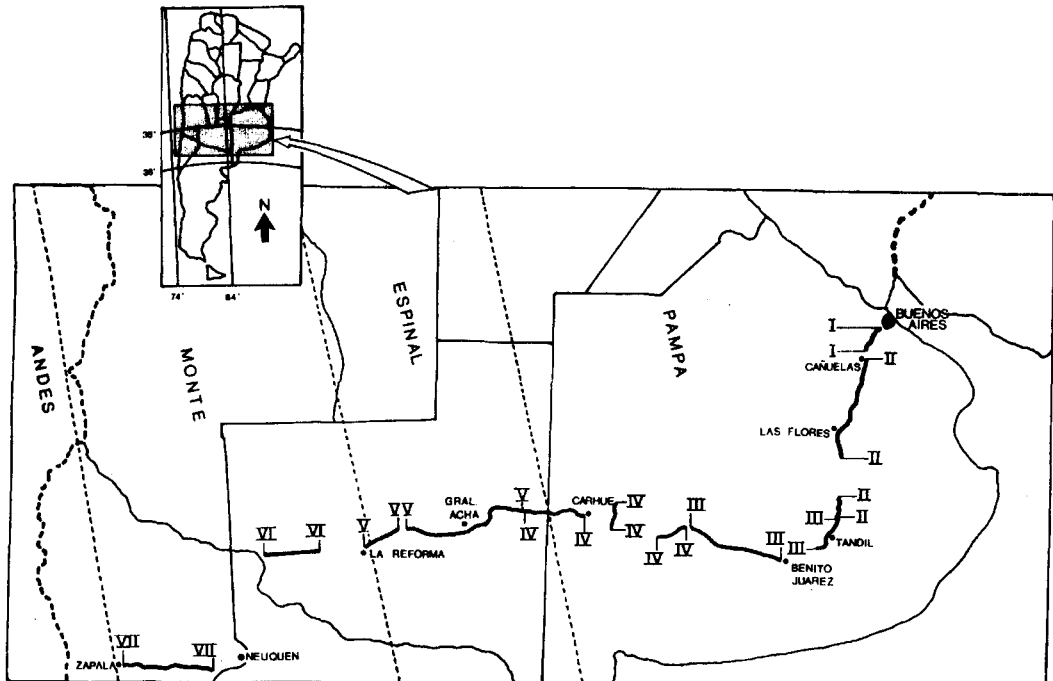 36°
38°
N
74°
64°
ANDES
MONTE
ESPINAL
PAMPA
BUENOS
AIRES
I
I
CAÑUELAS
II
LAS FLORES
II
II
III
II
TANDIL
III
III
BENITO
JUAREZ
III
IV
IV
IV
IV
CARHUE
IV
V
IV
GRAL.
ACHA
V
V
V
LA REFORMA
VI
VI
VII
ZAPALA
VII
NEUQUEN